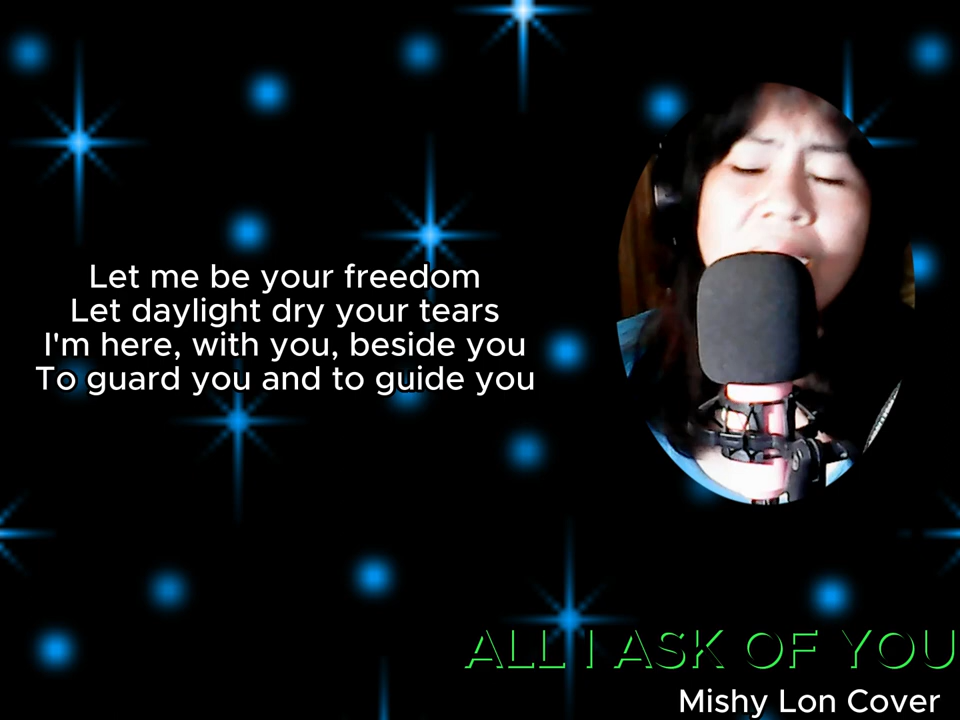 Let me be your freedom
Let daylight dry your tears
I'm here, with you, beside you
To guard you and to guide you
ALL I ASK OF YOU
Mishy Lon Cover